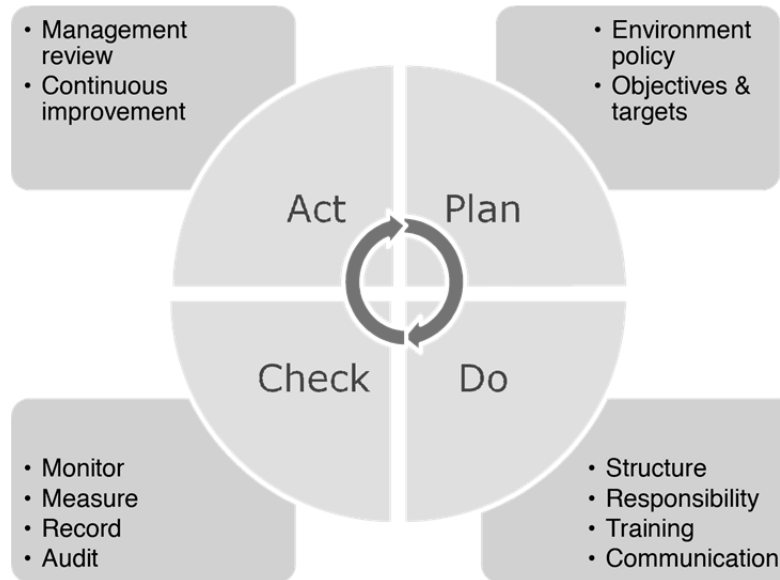 • Management
review
• Continuous
improvement
• Environment
policy
• Objectives &
targets
Act
Plan
Check
Do
• Monitor
• Measure
• Record
• Audit
• Structure
• Responsibility
• Training
• Communication